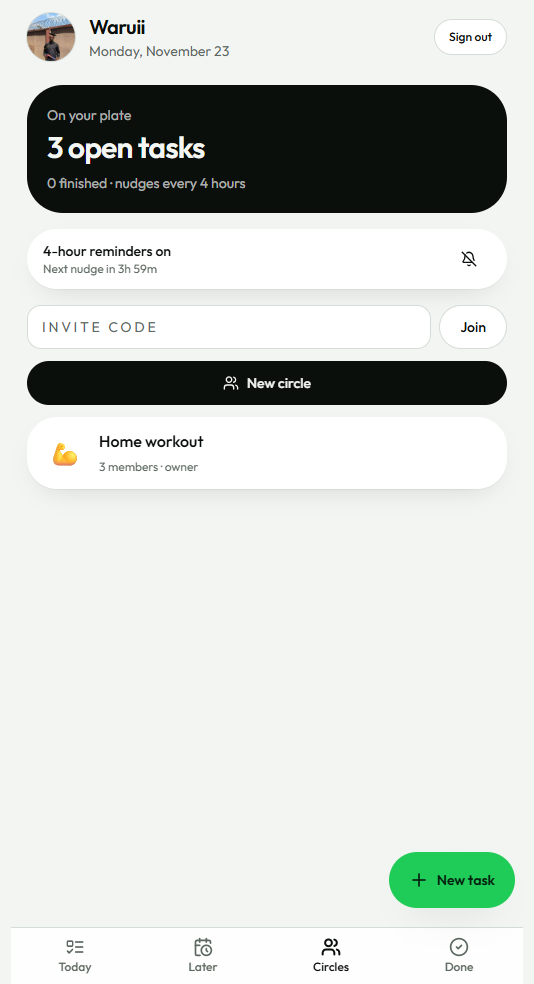 Waruii
Monday, November 23
Sign out
On your plate
3 open tasks
0 finished · nudges every 4 hours
4-hour reminders on
Next nudge in 3h 59m
INVITE CODE
Join
New circle
Home workout
3 members · owner
New task
Today
Later
Circles
Done